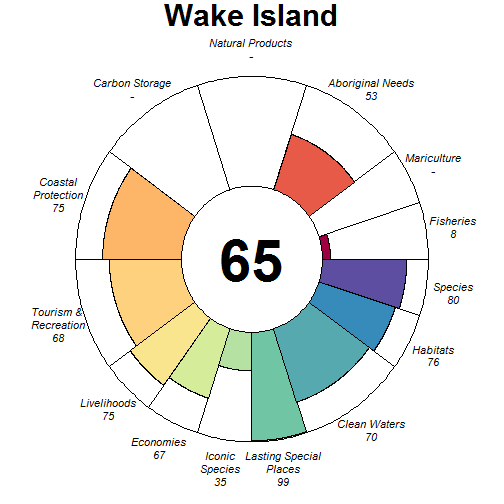 Wake Island
Natural Products
-
Carbon Storage
-
Aboriginal Needs
53
Mariculture
-
Coastal
Protection
75
Fisheries
8
65
Species
80
Tourism &
Recreation
68
Habitats
76
Livelihoods
75
Clean Waters
70
Economies
67
Iconic
Species
35
Lasting Special
Places
99